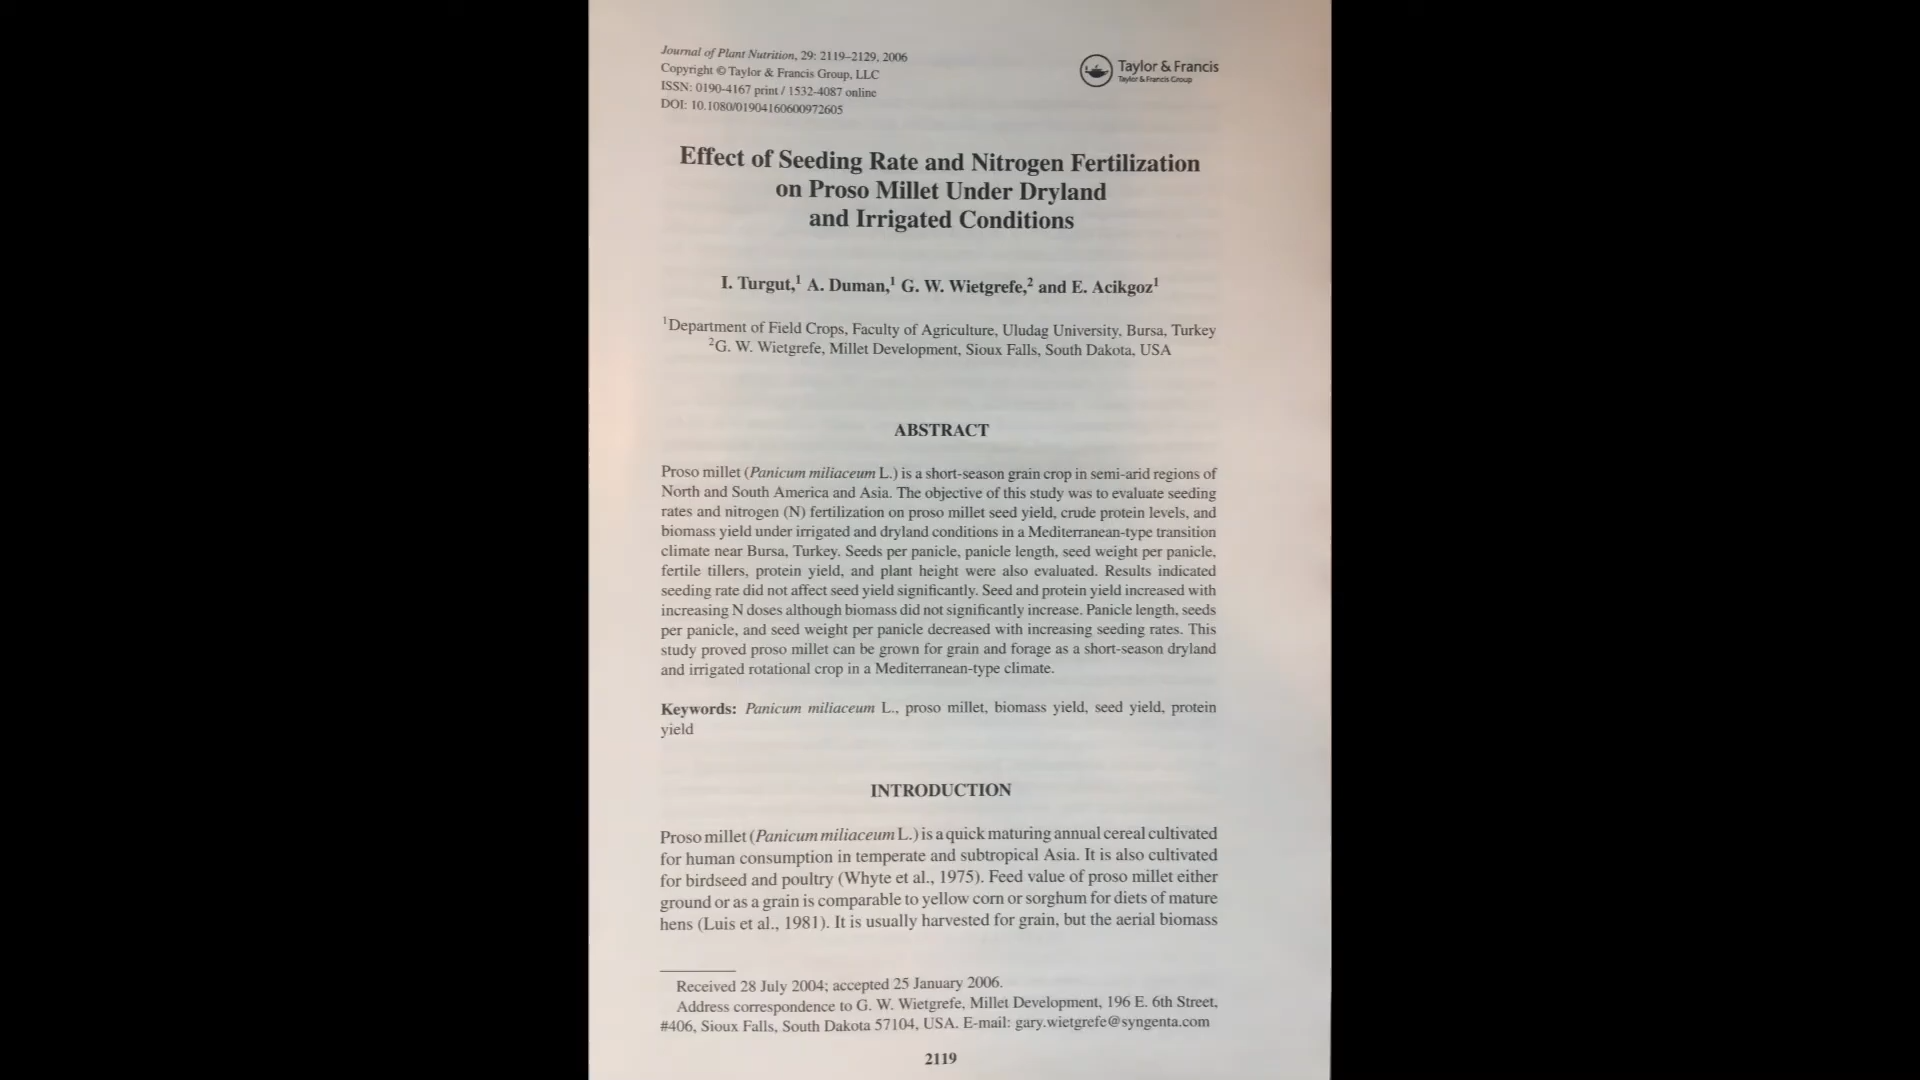 Journal of Plant Nutrition, 29: 2119–2129, 2006
Copyright © Taylor & Francis Group, LLC
ISSN: 0190-4167 print / 1532-4087 online
DOI: 10.1080/01904160600972605
Taylor & Francis
Taylor & Francis Group
Effect of Seeding Rate and Nitrogen Fertilization
on Proso Millet Under Dryland
and Irrigated Conditions
I. Turgut,¹ A. Duman,¹ G. W. Wietgrefe,² and E. Acikgoz¹
¹Department of Field Crops, Faculty of Agriculture, Uludag University, Bursa, Turkey
²G. W. Wietgrefe, Millet Development, Sioux Falls, South Dakota, USA
ABSTRACT
Proso millet (Panicum miliaceum L.) is a short-season grain crop in semi-arid regions of
North and South America and Asia. The objective of this study was to evaluate seeding
rates and nitrogen (N) fertilization on proso millet seed yield, crude protein levels, and
biomass yield under irrigated and dryland conditions in a Mediterranean-type transition
climate near Bursa, Turkey. Seeds per panicle, panicle length, seed weight per panicle,
fertile tillers, protein yield, and plant height were also evaluated. Results indicated
seeding rate did not affect seed yield significantly. Seed and protein yield increased with
increasing N doses although biomass did not significantly increase. Panicle length, seeds
per panicle, and seed weight per panicle decreased with increasing seeding rates. This
study proved proso millet can be grown for grain and forage as a short-season dryland
and irrigated rotational crop in a Mediterranean-type climate.
Keywords: Panicum miliaceum L., proso millet, biomass yield, seed yield, protein
yield
INTRODUCTION
Proso millet (Panicum miliaceum L.) is a quick maturing annual cereal cultivated
for human consumption in temperate and subtropical Asia. It is also cultivated
for birdseed and poultry (Whyte et al., 1975). Feed value of proso millet either
ground or as a grain is comparable to yellow corn or sorghum for diets of mature
hens (Luis et al., 1981). It is usually harvested for grain, but the aerial biomass
Received 28 July 2004; accepted 25 January 2006.
Address correspondence to G. W. Wietgrefe, Millet Development, 196 E. 6th Street,
#406, Sioux Falls, South Dakota 57104, USA. E-mail: gary.wietgrefe@syngenta.com
2119